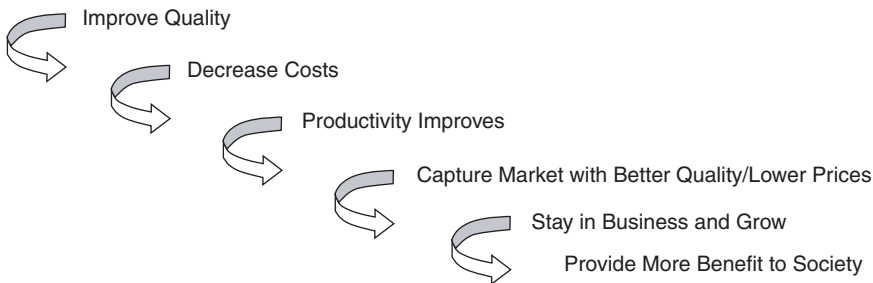 Improve Quality
Decrease Costs
Productivity Improves
Capture Market with Better Quality/Lower Prices
Stay in Business and Grow
Provide More Benefit to Society